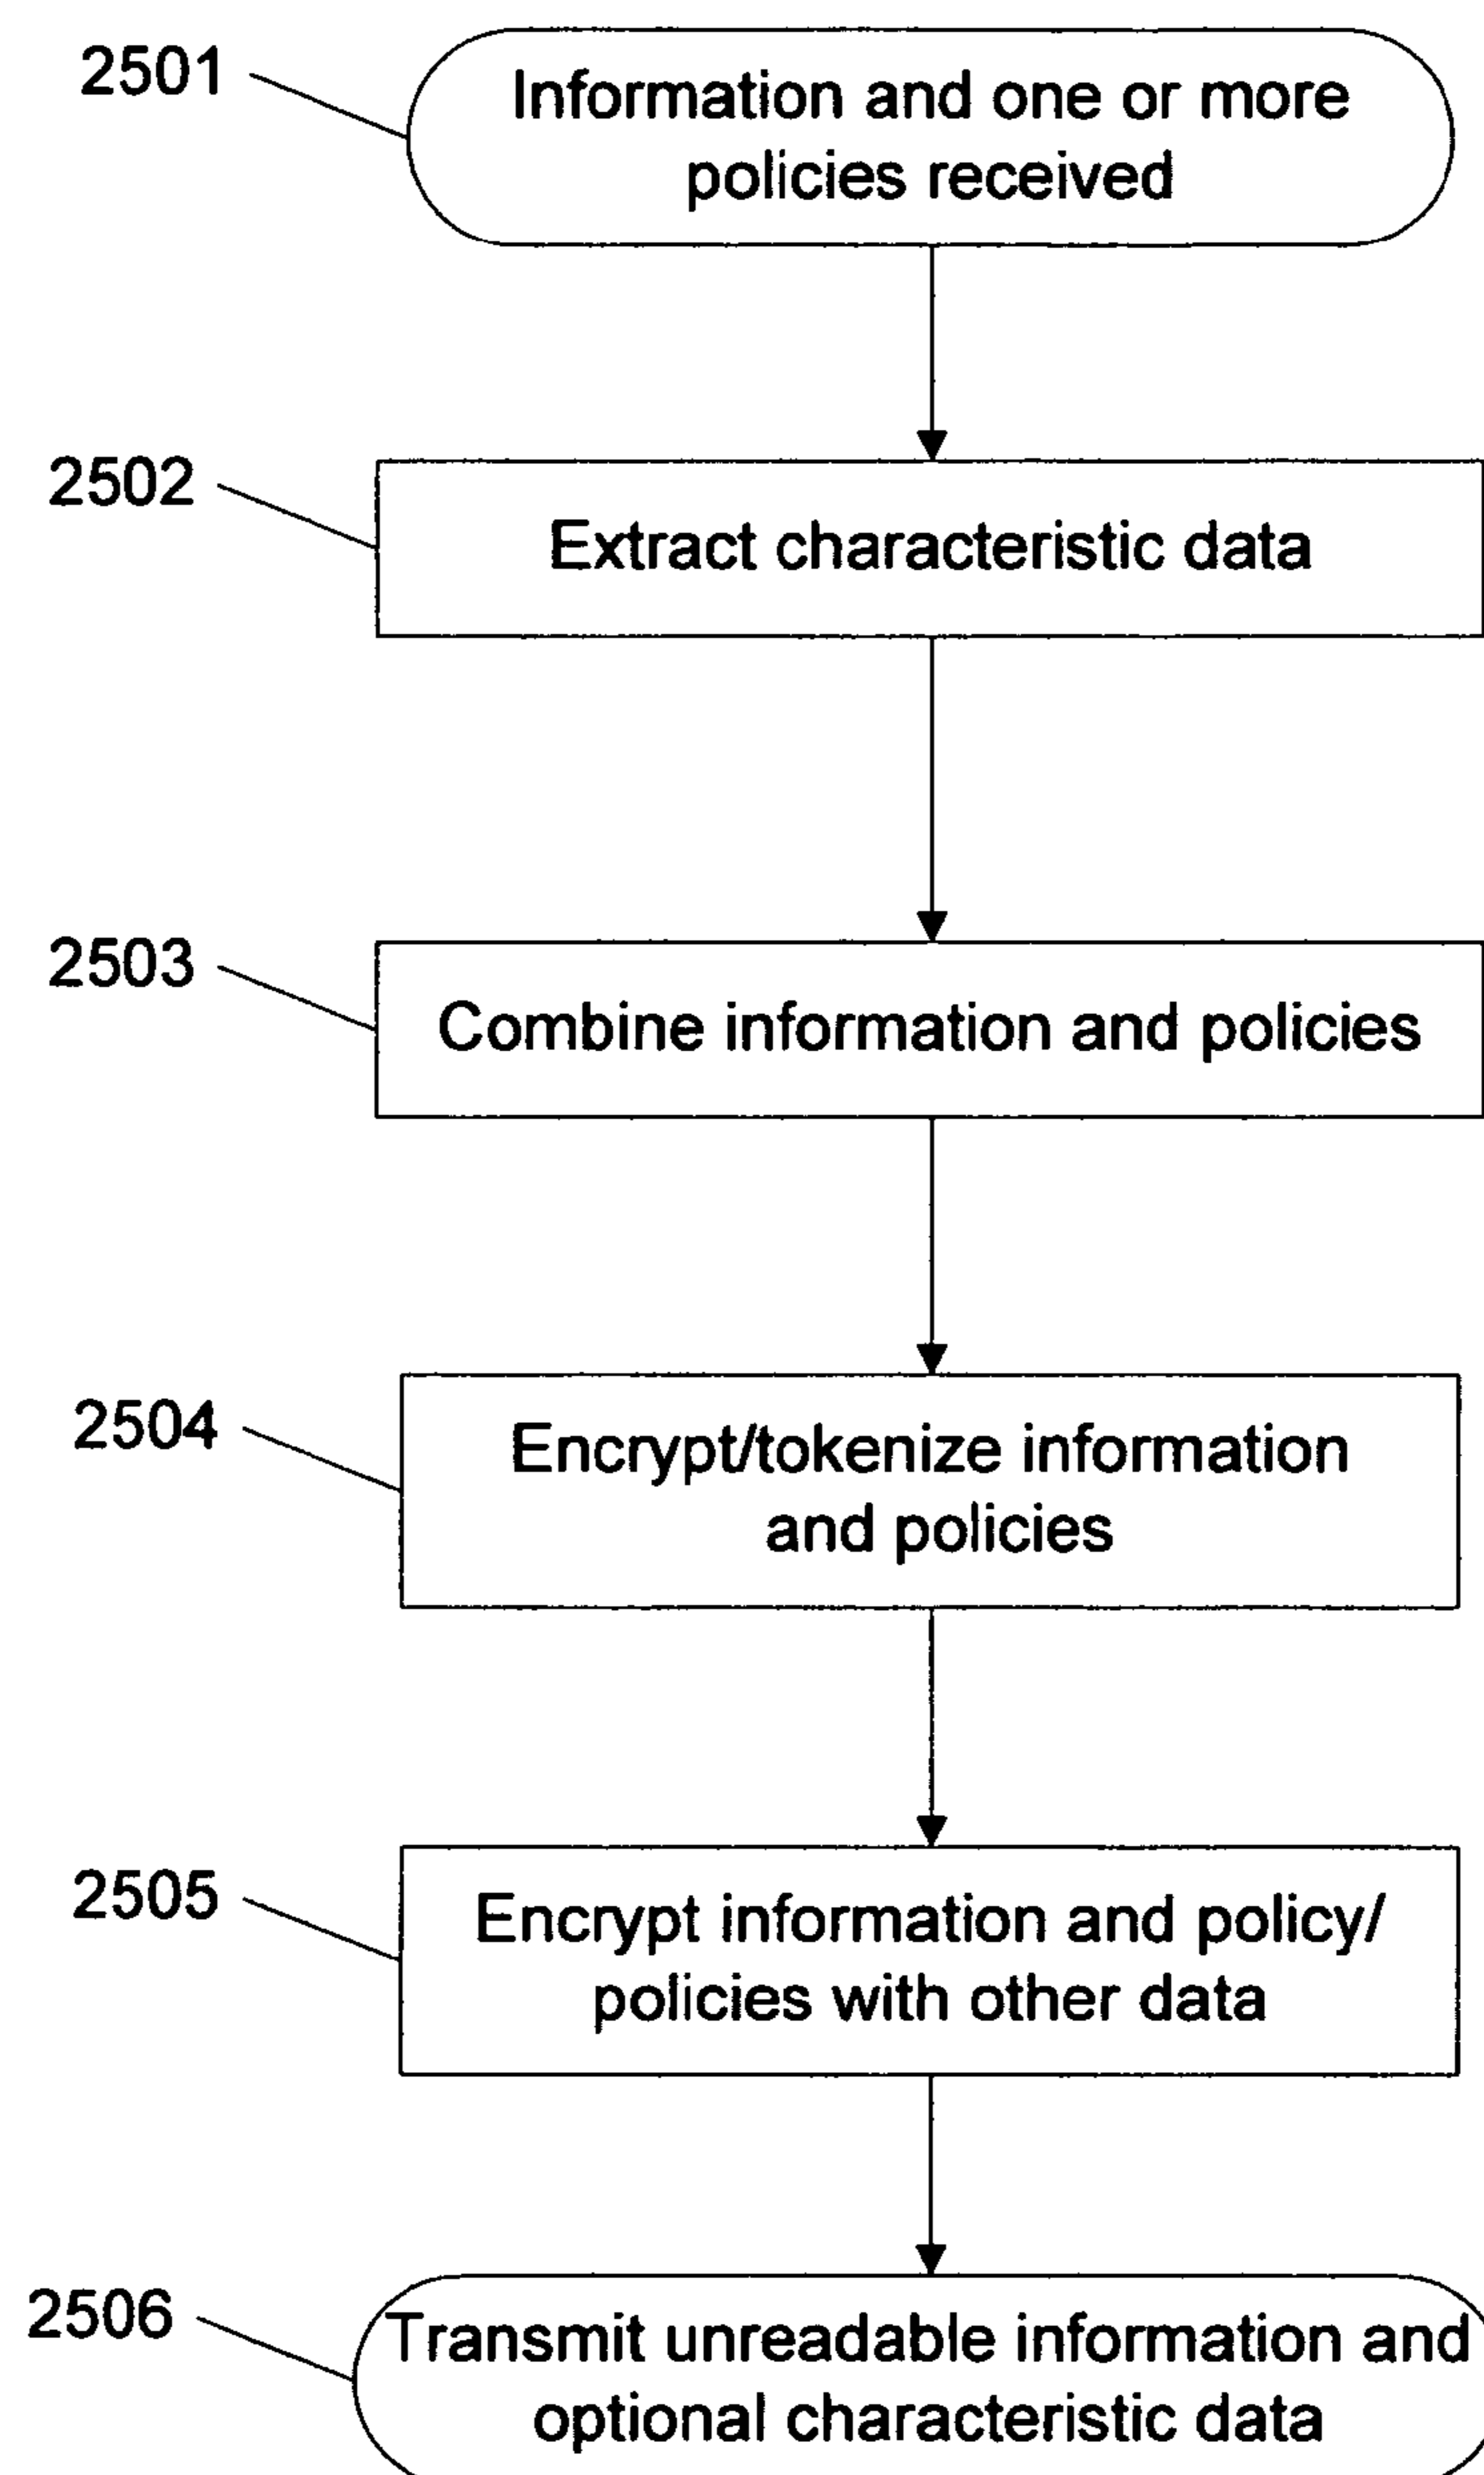 2501
Information and one or more
policies received
2502
Extract characteristic data
2503
Combine information and policies
2504
Encrypt/tokenize information
and policies
2505
Encrypt information and policy/
policies with other data
2506
Transmit unreadable information and
optional characteristic data